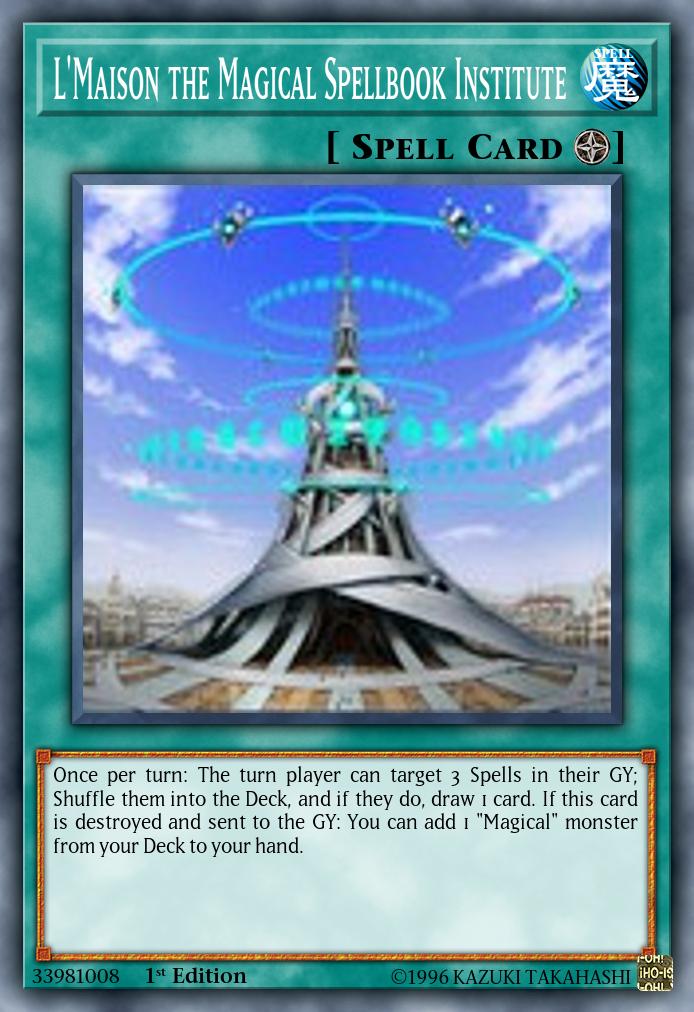 L'Maison the Magical Spellbook Institute
SPELL
魔
[ Spell Card ]
Once per turn: The turn player can target 3 Spells in their GY;
Shuffle them into the Deck, and if they do, draw 1 card. If this card
is destroyed and sent to the GY: You can add 1 "Magical" monster
from your Deck to your hand.
33981008 1st Edition ©1996 KAZUKI TAKAHASHI